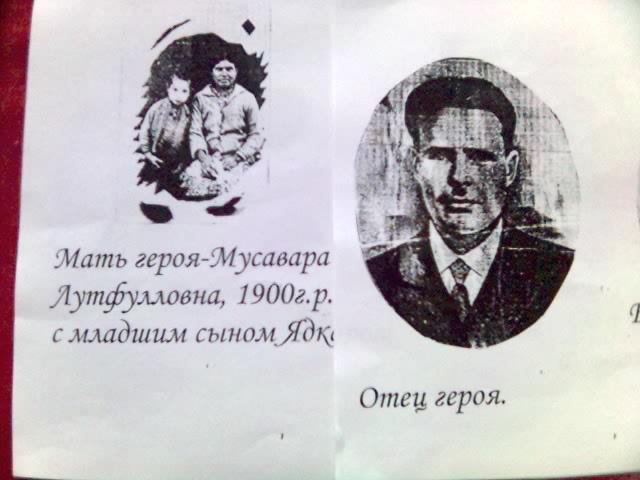 Мать героя-Мусавара
Лутфулловна, 1900г.р.
с младшим сыном
Отец героя.